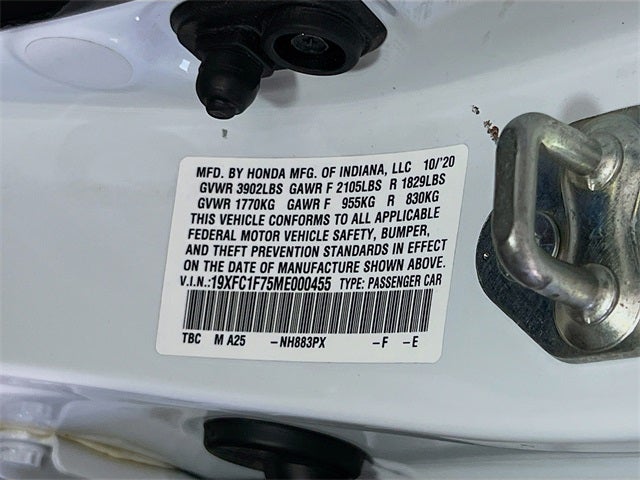 MFD. BY HONDA MFG. OF INDIANA, LLC 10/'20
GVWR 3902LBS GAWR F 2105LBS R 1829LBS
GVWR 1770KG GAWR F 955KG R 830KG
THIS VEHICLE CONFORMS TO ALL APPLICABLE
FEDERAL MOTOR VEHICLE SAFETY, BUMPER,
AND THEFT PREVENTION STANDARDS IN EFFECT
ON THE DATE OF MANUFACTURE SHOWN ABOVE.
V.I.N.:19XFC1F75ME000455 TYPE: PASSENGER CAR
TBC M A25 -NH883PX -F -E